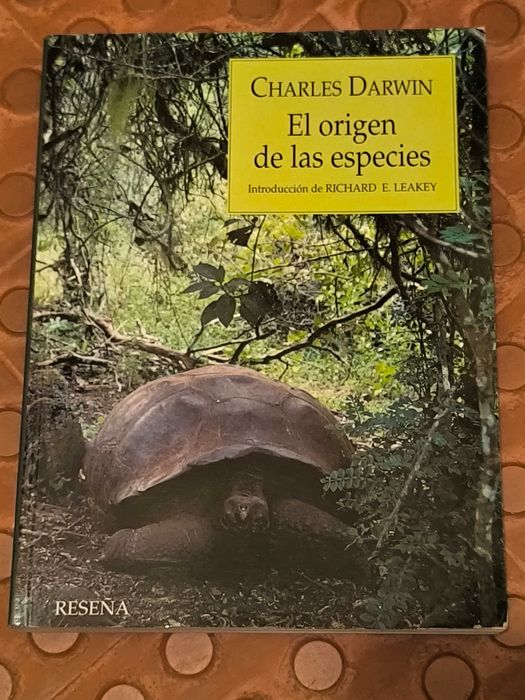 CHARLES DARWIN
El origen
de las especies
Introducción de RICHARD E. LEAKEY
RESEÑA